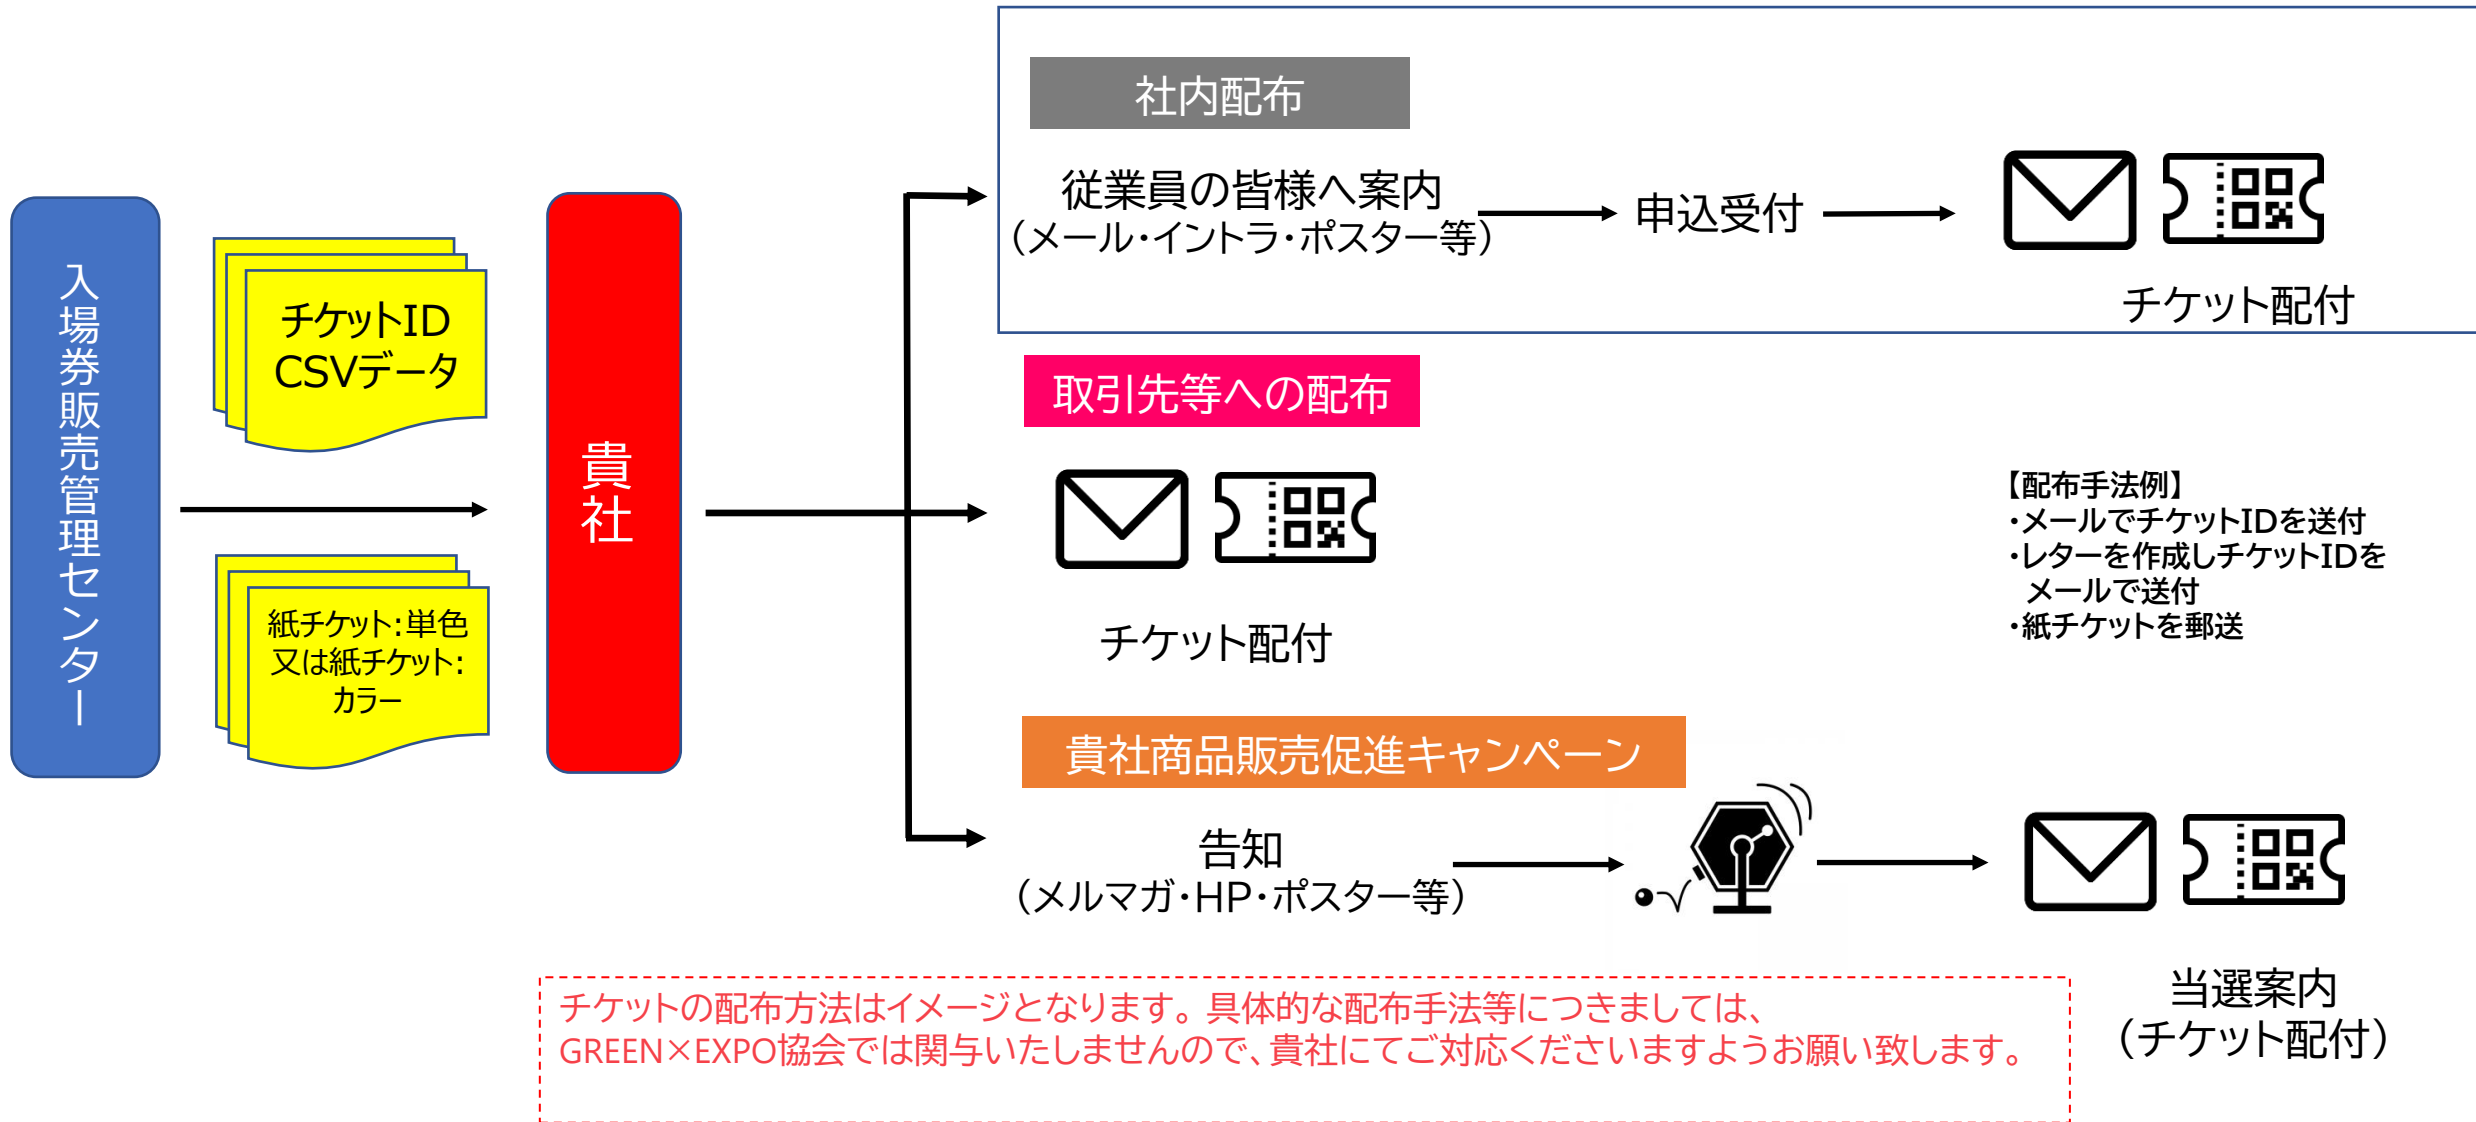 入場券販売管理センター
チケットID
CSVデータ
紙チケット：単色
又は紙チケット：
カラー
貴社
社内配布
従業員の皆様へ案内
（メール・イントラ・ポスター等）
申込受付
チケット配付
取引先等への配布
チケット配付
【配布手法例】
・メールでチケットIDを送付
・レターを作成しチケットIDを
メールで送付
・紙チケットを郵送
貴社商品販売促進キャンペーン
告知
（メルマガ・HP・ポスター等）
当選案内
（チケット配付）
チケットの配布方法はイメージとなります。具体的な配布手法等につきましては、
GREEN×EXPO協会では関与いたしませんので、貴社にてご対応くださいますようお願い致します。